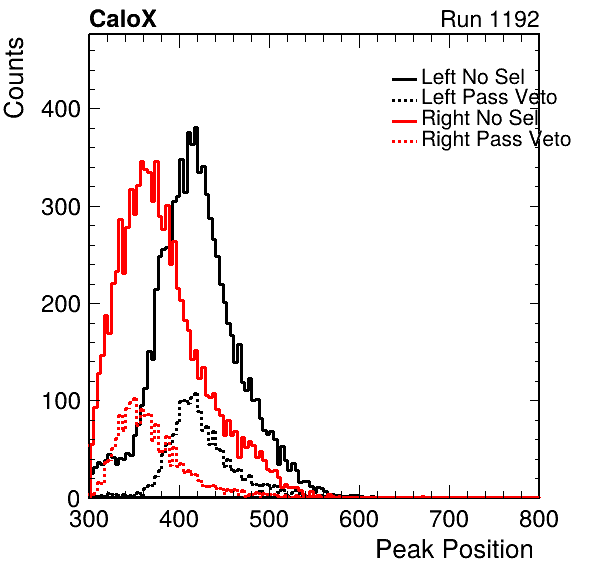 CaloX Run 1192
Counts
Left No Sel
Left Pass Veto
Right No Sel
Right Pass Veto
400
300
200
100
0
300 400 500 600 700 800
Peak Position